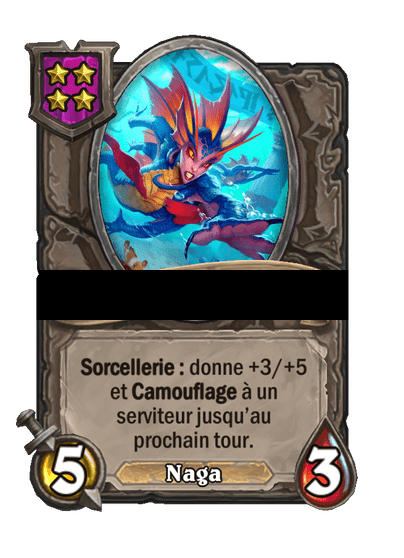 Sorcellerie : donne +3/+5
et Camouflage à un
serviteur jusqu'au
prochain tour.
5
Naga
3